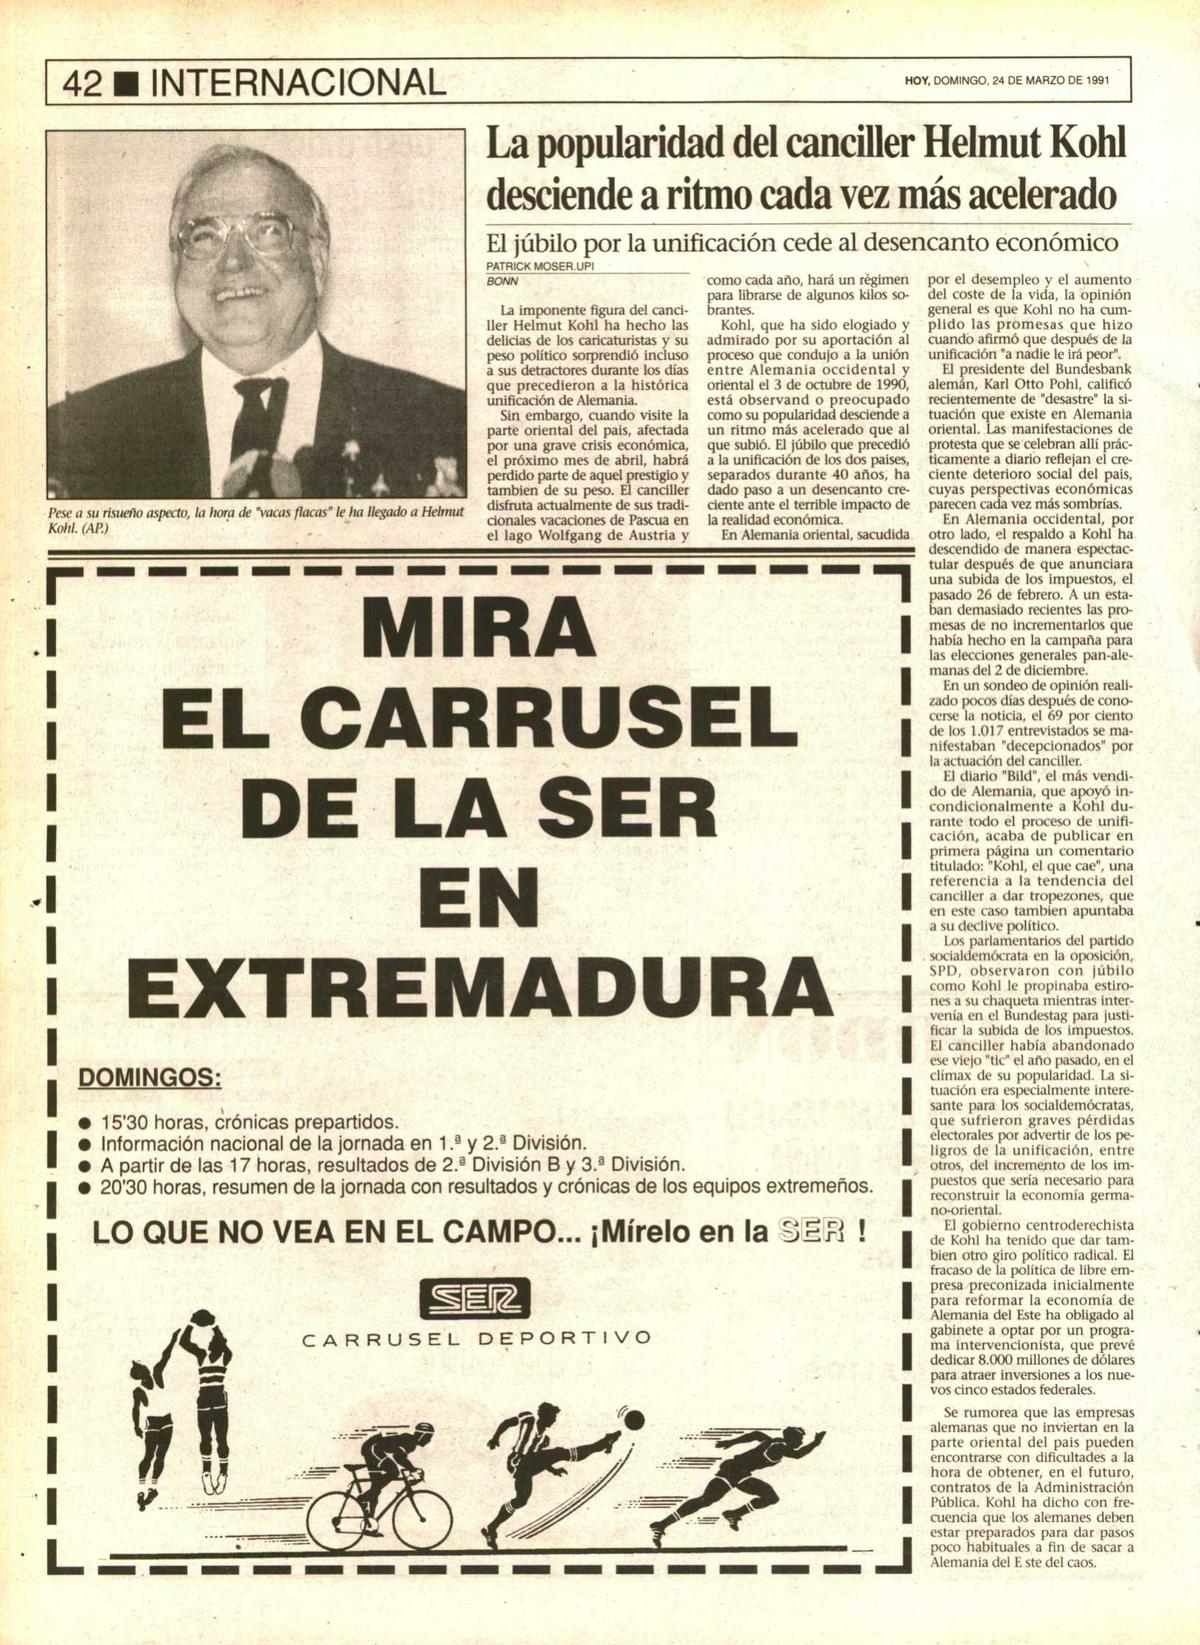 42 ■ INTERNACIONAL
HOY, DOMINGO, 24 DE MARZO DE 1991
La popularidad del canciller Helmut Kohl
desciende a ritmo cada vez más acelerado
El júbilo por la unificación cede al desencanto económico
Pese a su risueño aspecto, la hora de "vacas flacas" le ha llegado a Helmut
Kohl. (AP.)
PATRICK MOSER.UPI
BONN
La imponente figura del canci-
ller Helmut Kohl ha hecho las
delicias de los caricaturistas y su
peso político sorprendió incluso
a sus detractores durante los días
que precedieron a la histórica
unificación de Alemania.
Sin embargo, cuando visite la
parte oriental del pais, afectada
por una grave crisis económica,
el próximo mes de abril, habrá
perdido parte de aquel prestigio y
tambien de su peso. El canciller
disfruta actualmente de sus tradi-
cionales vacaciones de Pascua en
el lago Wolfgang de Austria y
como cada año, hará un règimen
para librarse de algunos kilos so-
brantes.
Kohl, que ha sido elogiado y
admirado por su aportación al
proceso que condujo a la unión
entre Alemania occidental y
oriental el 3 de octubre de 1990,
está observand o preocupado
como su popularidad desciende a
un ritmo más acelerado que al
que subió. El júbilo que precedió
a la unificación de los dos paises,
separados durante 40 años, ha
dado paso a un desencanto cre-
ciente ante el terrible impacto de
la realidad económica.
En Alemania oriental, sacudida
por el desempleo y el aumento
del coste de la vida, la opinión
general es que Kohl no ha cum-
plido las promesas que hizo
cuando afirmó que después de la
unificación "a nadie le irá peor".
El presidente del Bundesbank
alemán, Karl Otto Pohl, calificó
recientemente de "desastre" la si-
tuación que existe en Alemania
oriental. Las manifestaciones de
protesta que se celebran allí prác-
ticamente a diario reflejan el cre-
ciente deterioro social del pais,
cuyas perspectivas económicas
parecen cada vez más sombrías.
En Alemania occidental, por
otro lado, el respaldo a Kohl ha
descendido de manera espectac-
tular después de que anunciara
una subida de los impuestos, el
pasado 26 de febrero. A un esta-
ban demasiado recientes las pro-
mesas de no incrementarlos que
había hecho en la campaña para
las elecciones generales pan-ale-
manas del 2 de diciembre.
En un sondeo de opinión reali-
zado pocos días después de cono-
cerse la noticia, el 69 por ciento
de los 1.017 entrevistados se ma-
nifestaban "decepcionados" por
la actuación del canciller.
El diario "Bild", el más vendi-
do de Alemania, que apoyó in-
condicionalmente a Kohl du-
rante todo el proceso de unifi-
cación, acaba de publicar en
primera página un comentario
titulado: "Kohl, el que cae", una
referencia a la tendencia del
canciller a dar tropezones, que
en este caso tambien apuntaba
a su declive político.
Los parlamentarios del partido
socialdemócrata en la oposición,
SPD, observaron con júbilo
como Kohl le propinaba estiro-
nes a su chaqueta mientras inter-
venía en el Bundestag para justi-
ficar la subida de los impuestos.
El canciller había abandonado
ese viejo "tic" el año pasado, en el
clímax de su popularidad. La si-
tuación era especialmente intere-
sante para los socialdemócratas,
que sufrieron graves pérdidas
electorales por advertir de los pe-
ligros de la unificación, entre
otros, del incremento de los im-
puestos que sería necesario para
reconstruir la economía germa-
no-oriental.
El gobierno centroderechista
de Kohl ha tenido que dar tam-
bien otro giro político radical. El
fracaso de la política de libre em-
presa preconizada inicialmente
para reformar la economía de
Alemania del Este ha obligado al
gabinete a optar por un progra-
ma intervencionista, que prevé
dedicar 8.000 millones de dólares
para atraer inversiones a los nue-
vos cinco estados federales.
Se rumorea que las empresas
alemanas que no inviertan en la
parte oriental del pais pueden
encontrarse con dificultades a la
hora de obtener, en el futuro,
contratos de la Administración
Pública. Kohl ha dicho con fre-
cuencia que los alemanes deben
estar preparados para dar pasos
poco habituales a fin de sacar a
Alemania del E ste del caos.
MIRA
EL CARRUSEL
DE LA SER
EN
EXTREMADURA
DOMINGOS:
● 15'30 horas, crónicas prepartidos.
● Información nacional de la jornada en 1.ª y 2.ª División.
● A partir de las 17 horas, resultados de 2.ª División B y 3.ª División.
● 20'30 horas, resumen de la jornada con resultados y crónicas de los equipos extremeños.
LO QUE NO VEA EN EL CAMPO... ¡Mírelo en la SER !
SER
CARRUSEL DEPORTIVO